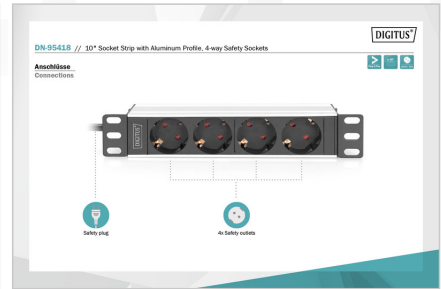 DIGITUS®
DN-95418 // 10" Socket Strip with Aluminum Profile, 4-way Safety Sockets
Anschlüsse
Connections
DIGITUS
Safety plug
4x Safety outlets